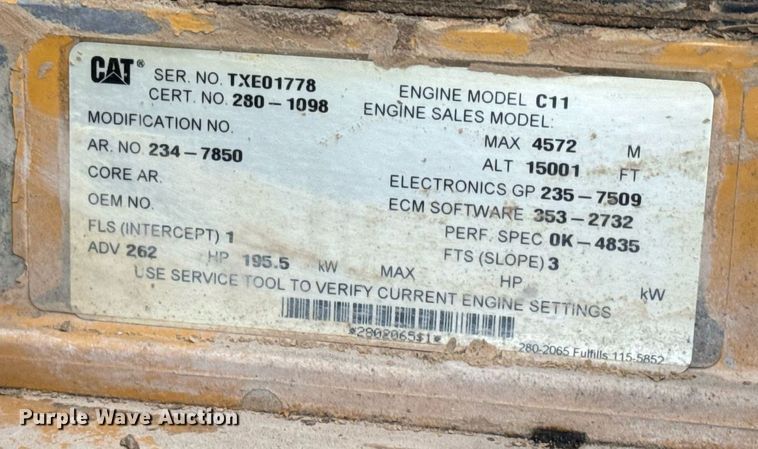 CAT® SER. NO. TXE01778 ENGINE MODEL C11
CERT. NO. 280-1098 ENGINE SALES MODEL:
MODIFICATION NO. MAX 4572 M
AR. NO 234-7850 ALT 15001 FT
CORE AR. ELECTRONICS GP 235-7509
OEM NO. ECM SOFTWARE 353-2732
FLS (INTERCEPT) 1 PERF. SPEC 0K-4835
FTS (SLOPE) 3
ADV 262 HP 195.5 kW MAX HP kW
USE SERVICE TOOL TO VERIFY CURRENT ENGINE SETTINGS
*2802065$1*
280-2065 Fulfills 115-5852
Purple Wave Auction